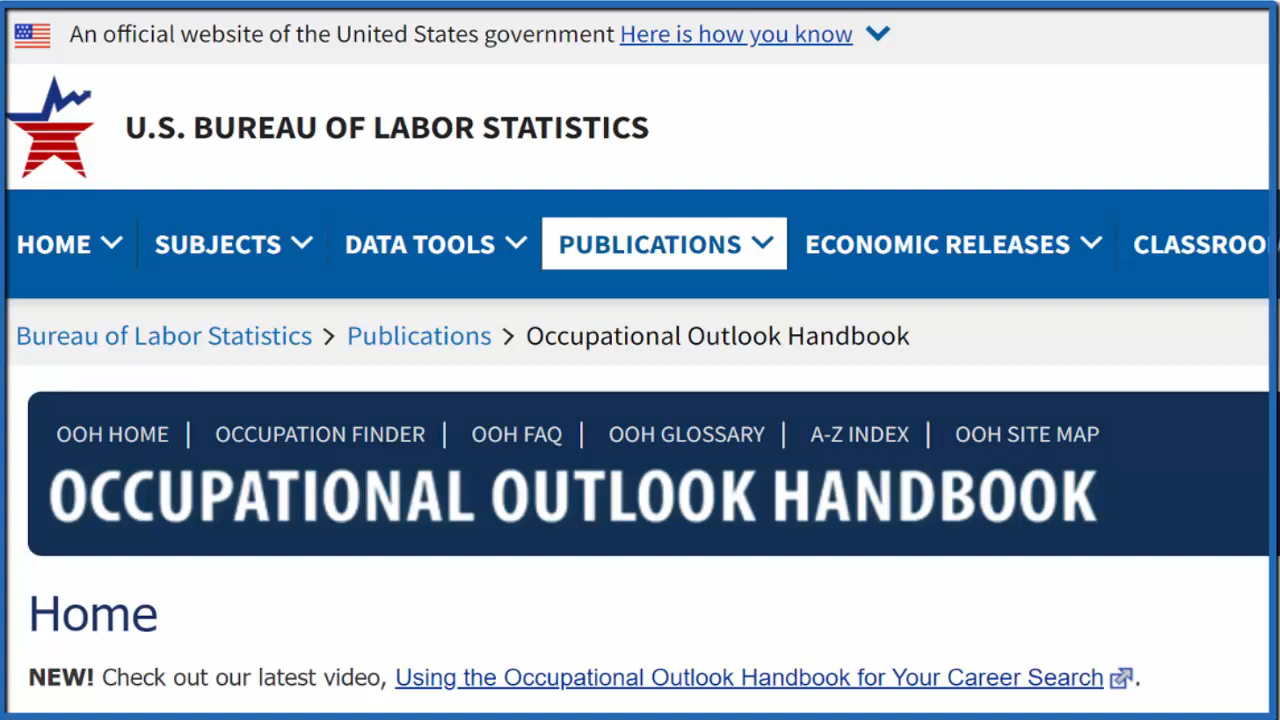 An official website of the United States government Here is how you know
U.S. BUREAU OF LABOR STATISTICS
HOME SUBJECTS DATA TOOLS PUBLICATIONS ECONOMIC RELEASES CLASSROO
Bureau of Labor Statistics > Publications > Occupational Outlook Handbook
OOH HOME | OCCUPATION FINDER | OOH FAQ | OOH GLOSSARY | A-Z INDEX | OOH SITE MAP
OCCUPATIONAL OUTLOOK HANDBOOK
Home
NEW! Check out our latest video, Using the Occupational Outlook Handbook for Your Career Search.